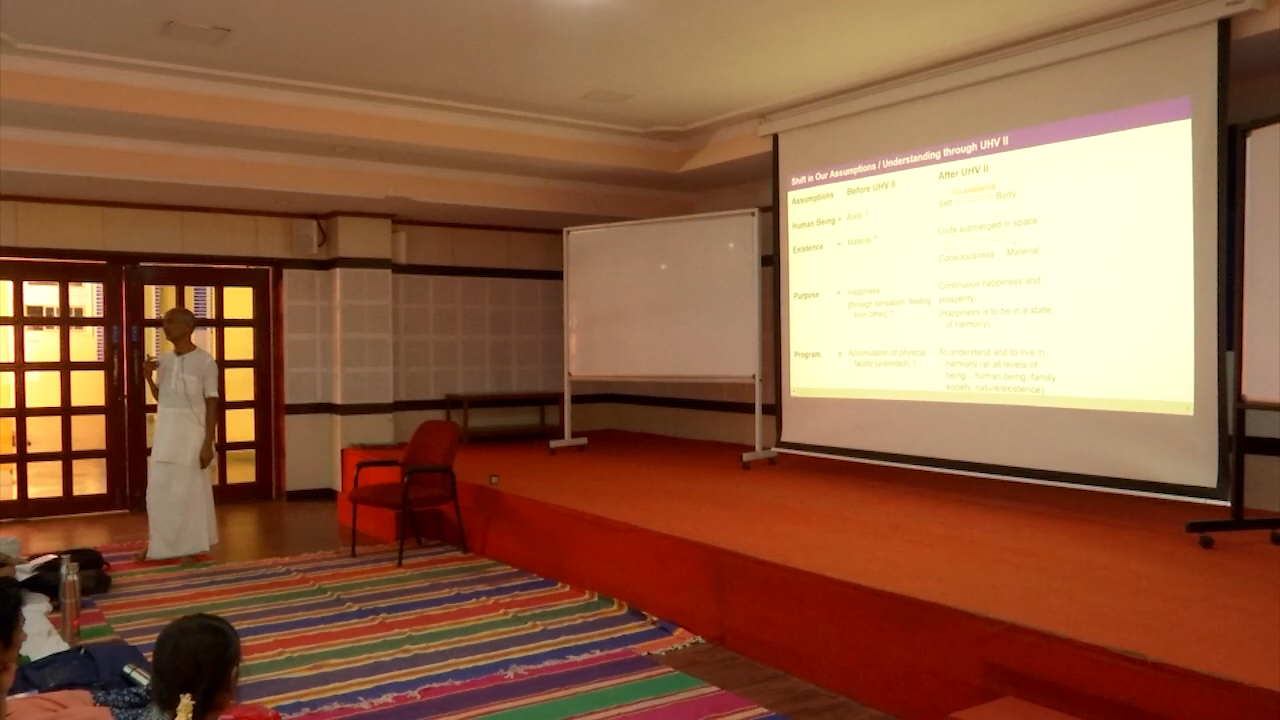 Shift in Our Assumptions / Understanding through UHV II
Assumptions Before UHV II After UHV II
Co-existence
Human Being = Body ? Self Body
Existence = Material ? Units submerged in space
Consciousness Material
Purpose = Happiness Continuous happiness and
[through sensation, feeling prosperity
from other] ? (Happiness is to be in a state
of harmony)
Program = Accumulation of physical To understand and to live in
facility harmony (at all levels of
being – human being, family,
society, nature/existence)